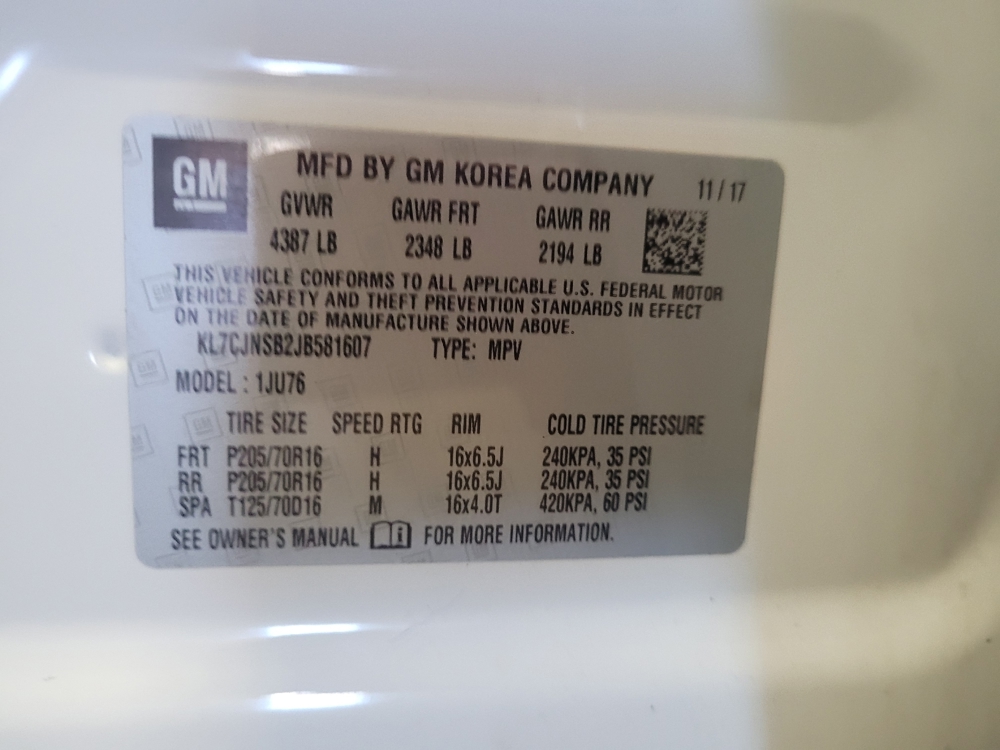 GM
MFD BY GM KOREA COMPANY 11/17
GVWR GAWR FRT GAWR RR
4387 LB 2348 LB 2194 LB
THIS VEHICLE CONFORMS TO ALL APPLICABLE U.S. FEDERAL MOTOR
VEHICLE SAFETY AND THEFT PREVENTION STANDARDS IN EFFECT
ON THE DATE OF MANUFACTURE SHOWN ABOVE.
KL7CJNSB2JB581607 TYPE: MPV
MODEL : 1JU76
TIRE SIZE SPEED RTG RIM COLD TIRE PRESSURE
FRT P205/70R16 H 16x6.5J 240KPA, 35 PSI
RR P205/70R16 H 16x6.5J 240KPA, 35 PSI
SPA T125/70D16 M 16x4.0T 420KPA, 60 PSI
SEE OWNER'S MANUAL i FOR MORE INFORMATION.